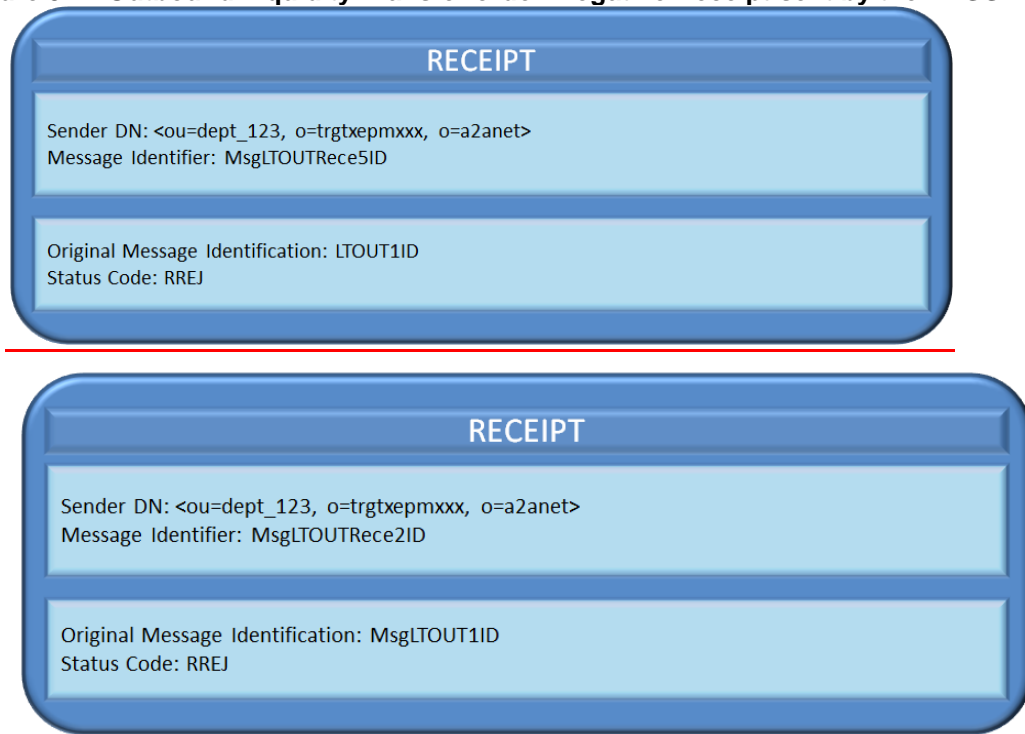 RECEIPT
Sender DN: <ou=dept_123, o=trgtxepmxxx, o=a2anet>
Message Identifier: MsgLTOUTRece5ID
Original Message Identification: LTOUT1ID
Status Code: RREJ
RECEIPT
Sender DN: <ou=dept_123, o=trgtxepmxxx, o=a2anet>
Message Identifier: MsgLTOUTRece2ID
Original Message Identification: MsgLTOUT1ID
Status Code: RREJ